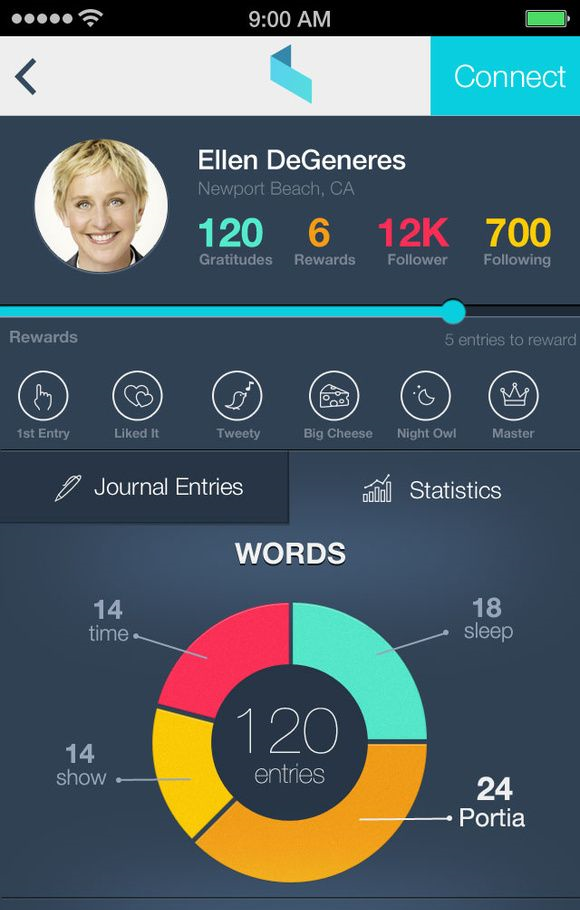 9:00 AM
Connect
Ellen DeGeneres
Newport Beach, CA
120 6 12K 700
Gratitudes Rewards Follower Following
Rewards 5 entries to reward
1st Entry Liked It Tweety Big Cheese Night Owl Master
Journal Entries Statistics
WORDS
14 18
time sleep
120
entries
14
show
24
Portia